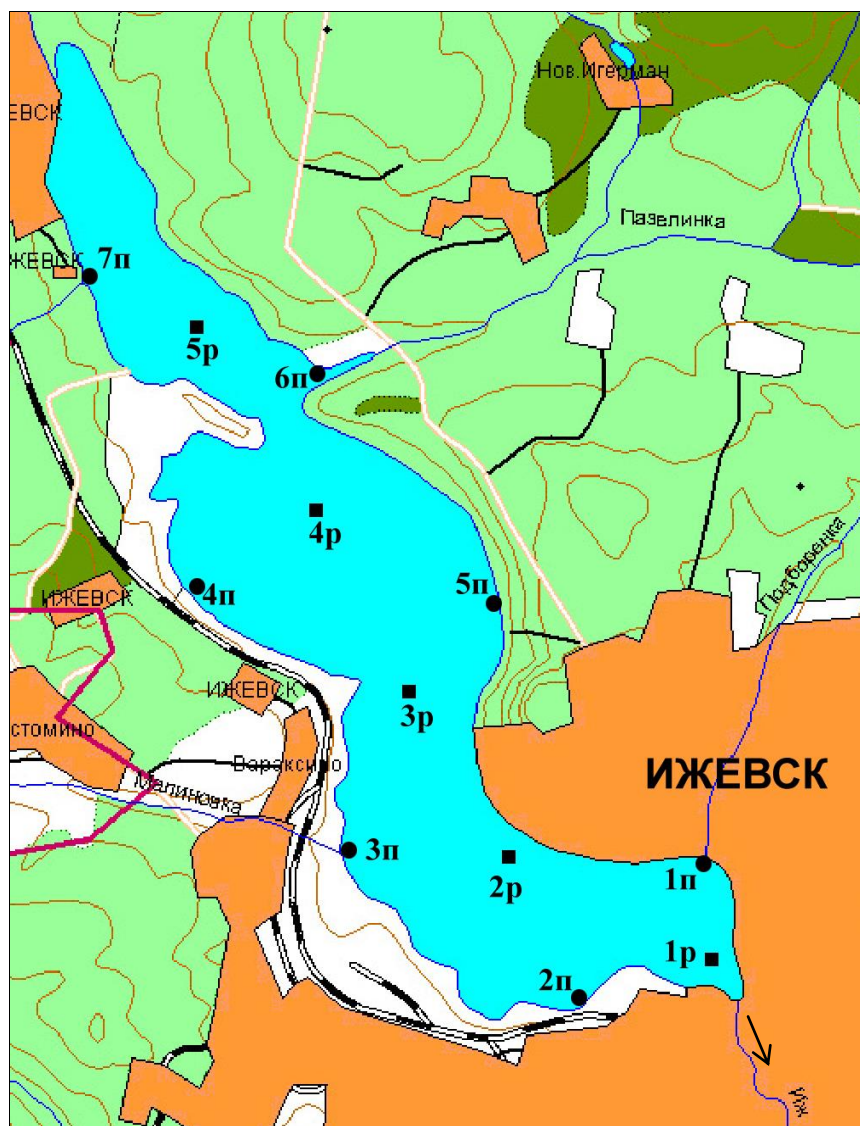 Нов.Игерман
ЕВСК
Пазелинка
ЖЕВСК
7п
5р
6п
4р
Подборенка
4п
5п
ИЖЕВСК
ИЖЕВСК
3р
стомино
Вараксино
ИЖЕВСК
Малиновка
3п
2р
1п
1р
2п
Иж